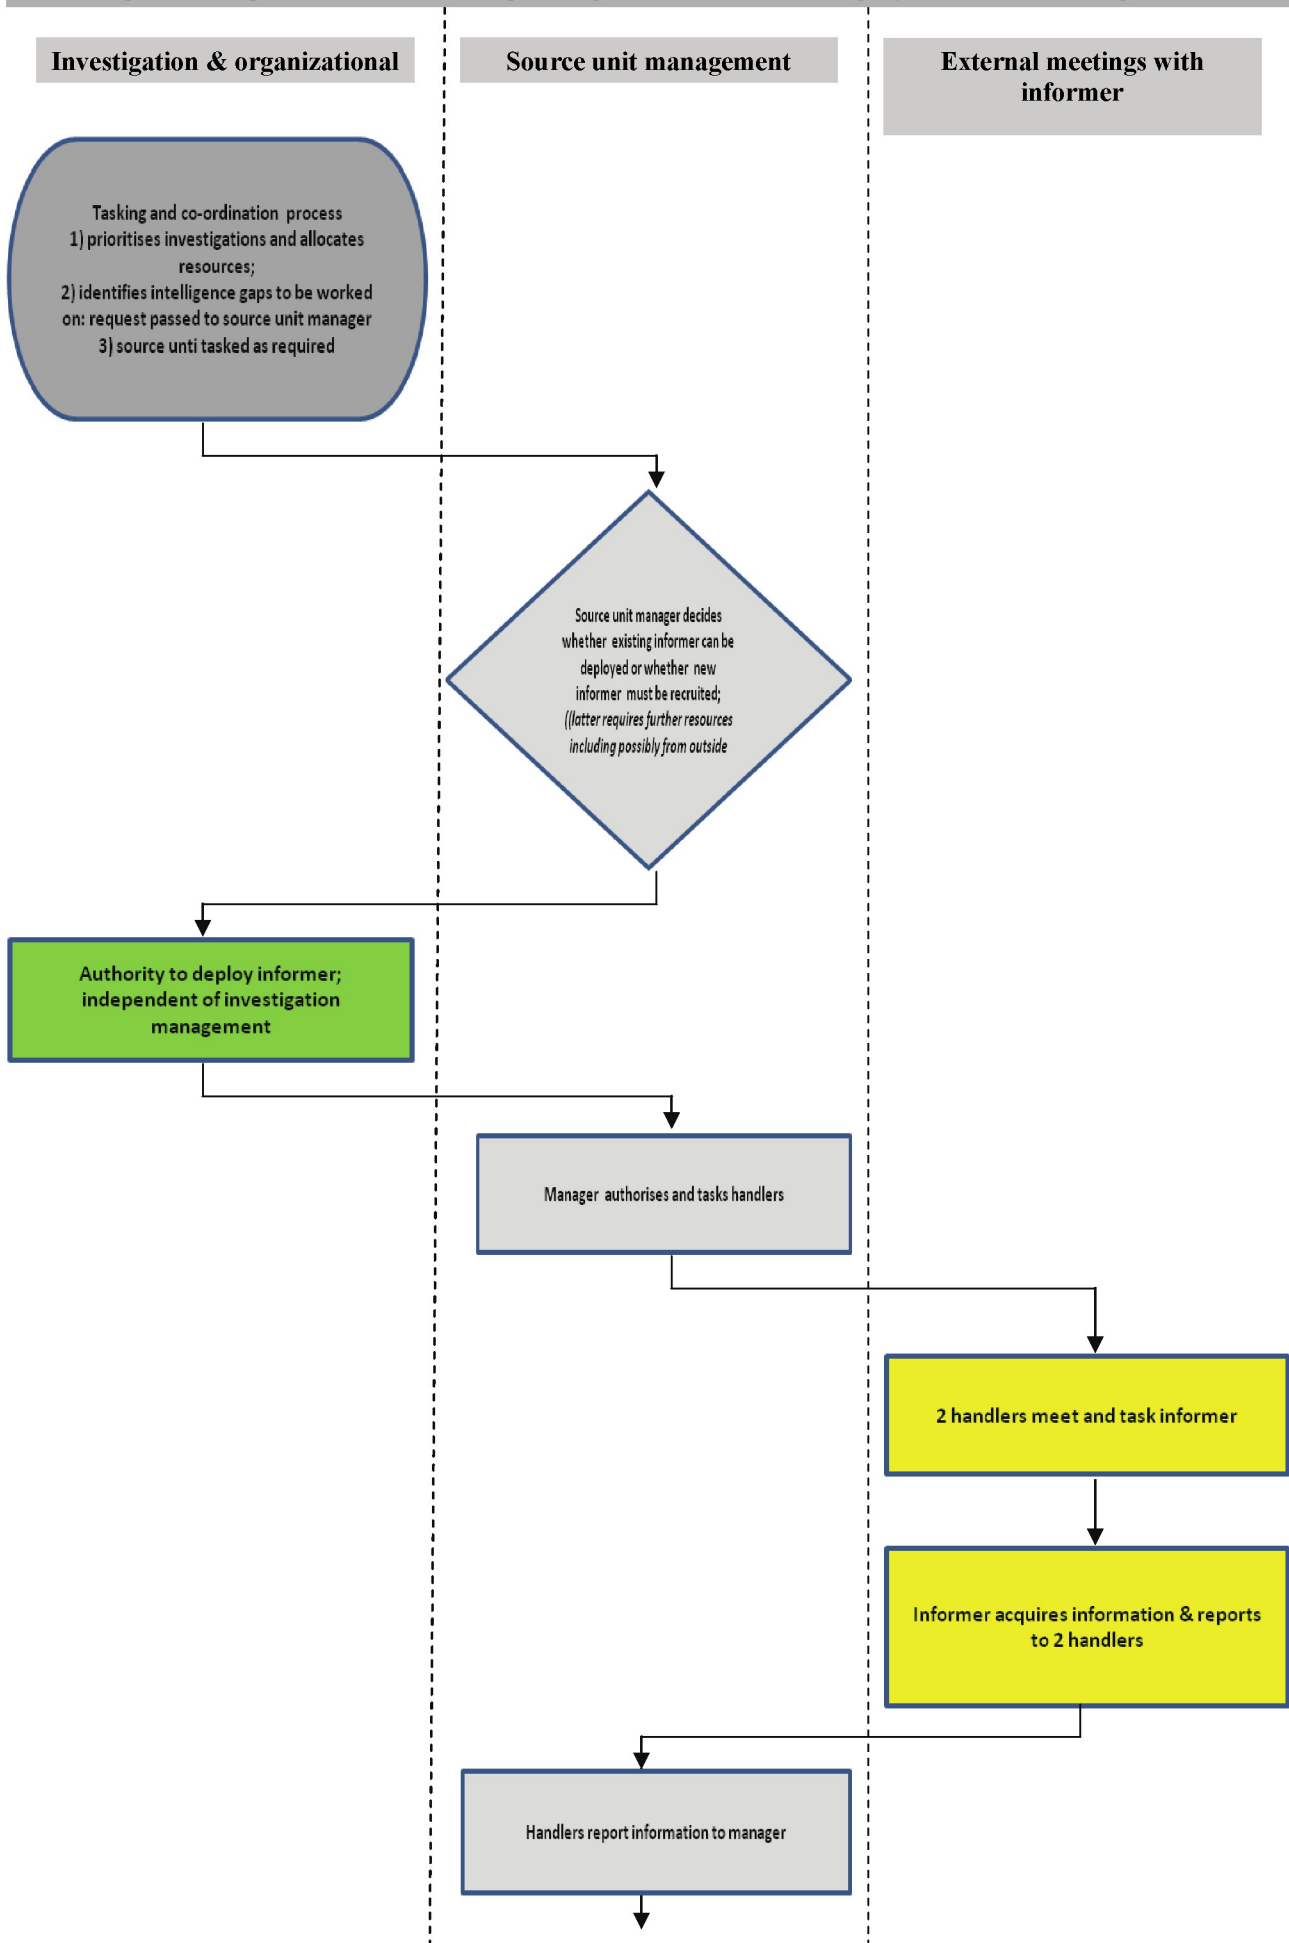 Investigation & organizational
Source unit management
External meetings with
informer
Tasking and co-ordination process
1) prioritises investigations and allocates
resources;
2) identifies intelligence gaps to be worked
on: request passed to source unit manager
3) source unti tasked as required
Source unit manager decides
whether existing informer can be
deployed or whether new
informer must be recruited;
((latter requires further resources
including possibly from outside
Authority to deploy informer;
independent of investigation
management
Manager authorises and tasks handlers
2 handlers meet and task informer
Informer acquires information & reports
to 2 handlers
Handlers report information to manager